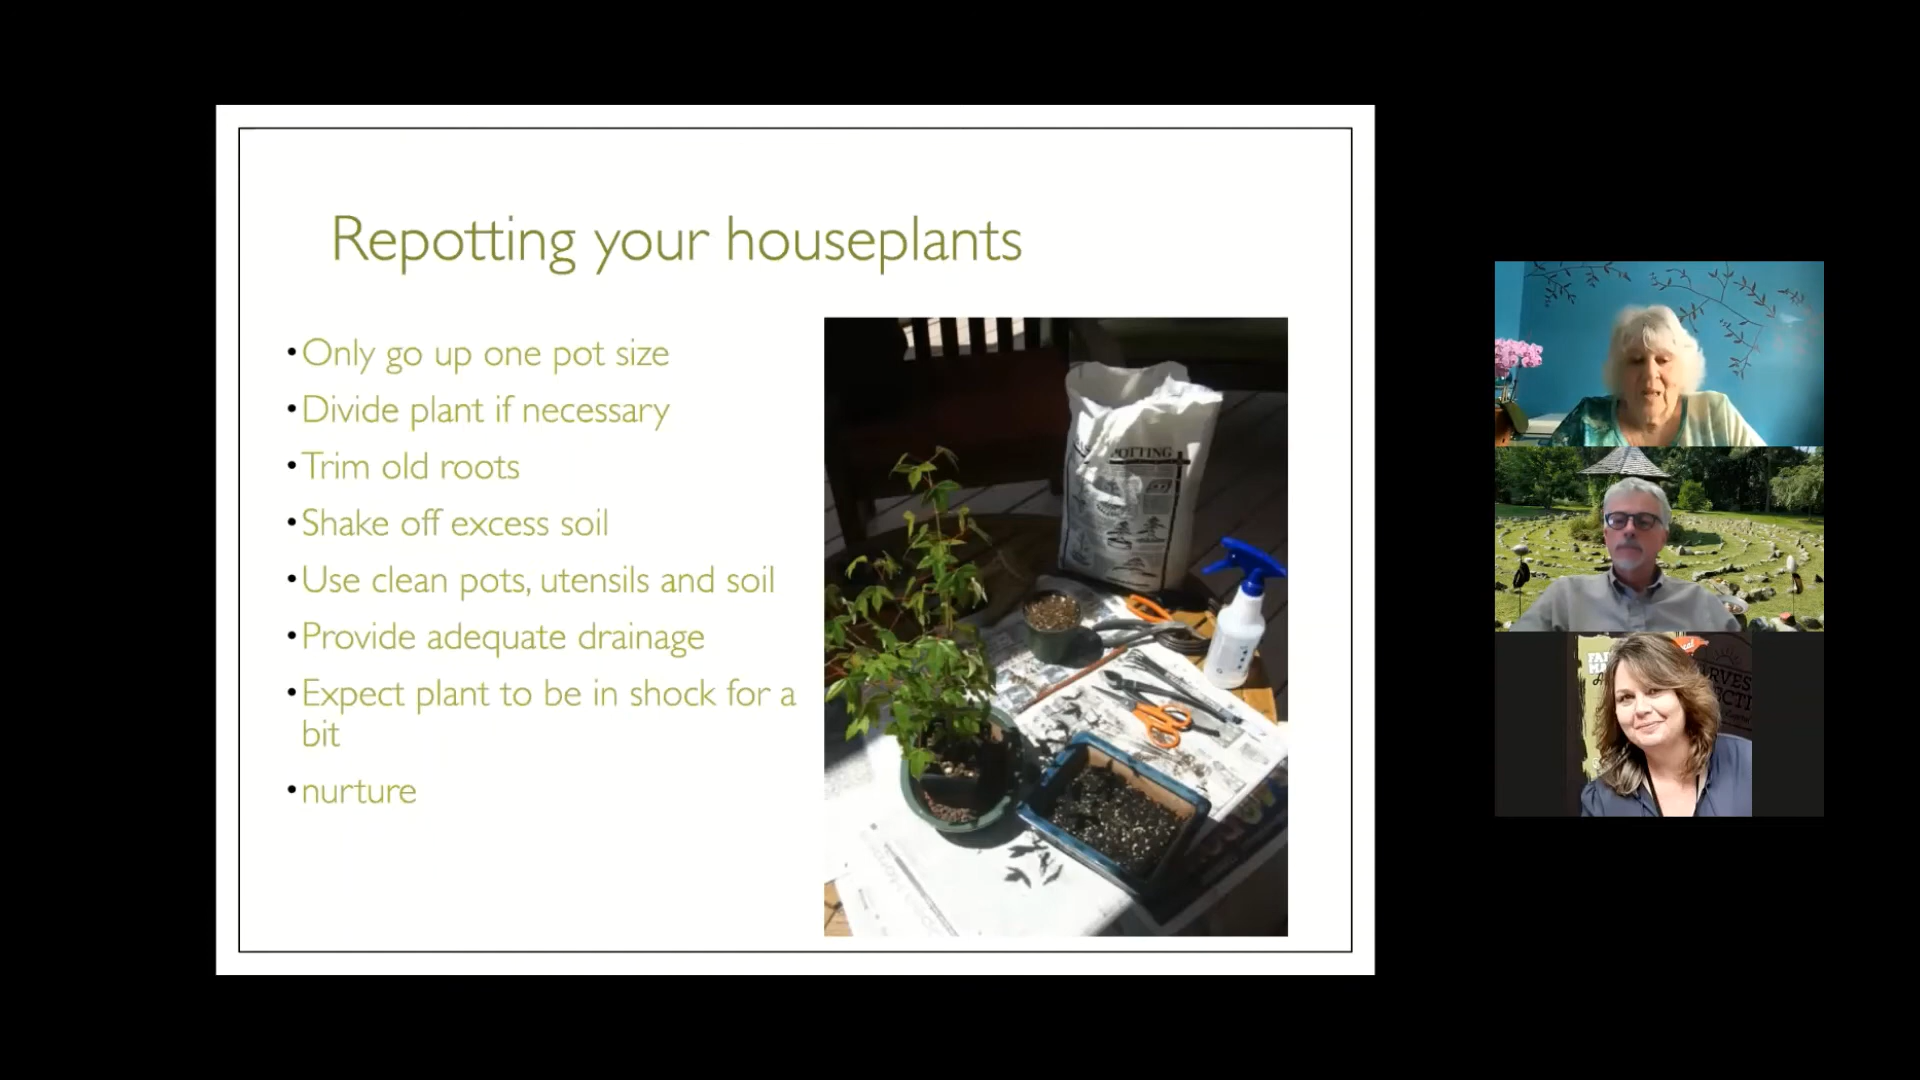 Repotting your houseplants
•Only go up one pot size
•Divide plant if necessary
•Trim old roots
•Shake off excess soil
•Use clean pots, utensils and soil
•Provide adequate drainage
•Expect plant to be in shock for a
bit
•nurture
POTTING